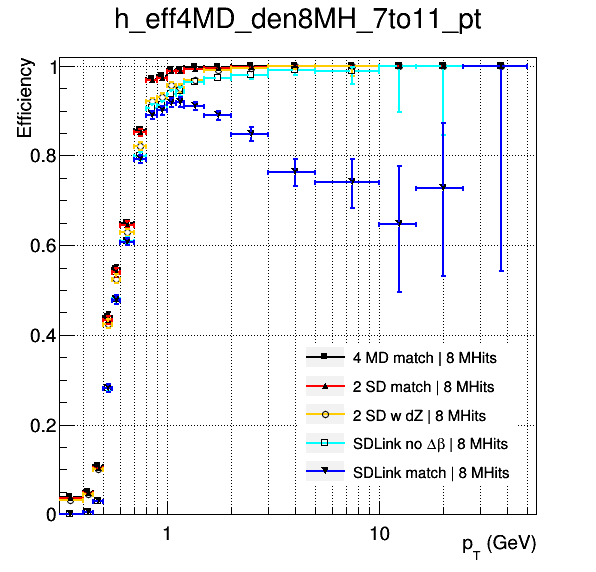 h_eff4MD_den8MH_7to11_pt
Efficiency
1
0.8
0.6
0.4
0.2
0
4 MD match | 8 MHits
2 SD match | 8 MHits
2 SD w dZ | 8 MHits
SDLink no Δβ | 8 MHits
SDLink match | 8 MHits
1
10
p_T (GeV)